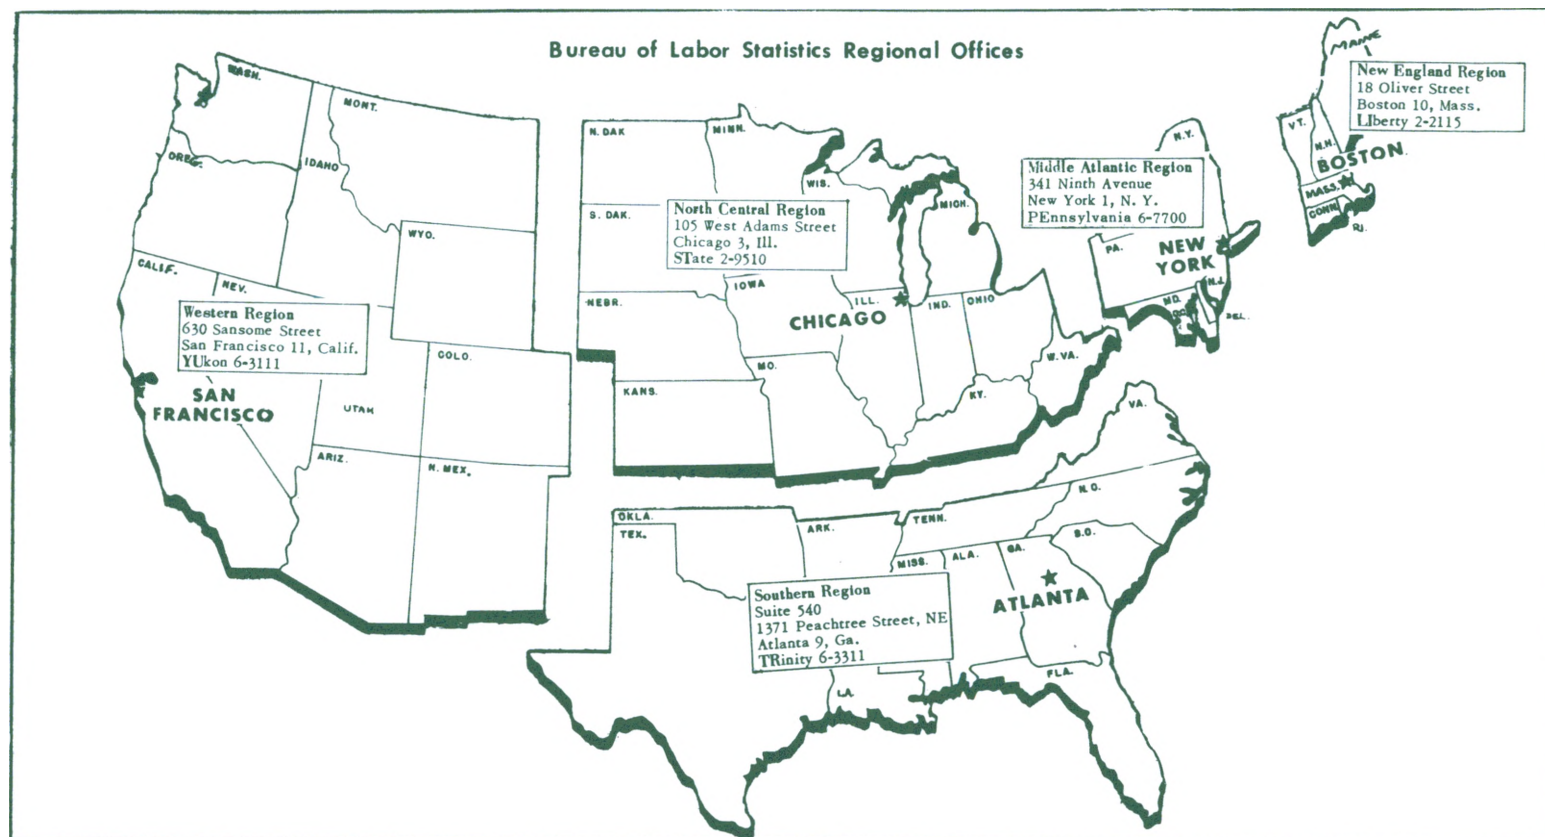 Bureau of Labor Statistics Regional Offices
WASH.
MONT.
OREG.
IDAHO
WYO.
CALIF.
NEV.
Western Region
630 Sansome Street
San Francisco 11, Calif.
YUkon 6-3111
SAN
FRANCISCO
UTAH
COLO.
ARIZ.
N. MEX.
N. DAK
MINN.
S. DAK.
WIS.
MICH.
North Central Region
105 West Adams Street
Chicago 3, Ill.
STate 2-9510
NEBR.
IOWA
ILL.
IND.
OHIO
CHICAGO
KANS.
MO.
KY.
W. VA.
N.Y.
Middle Atlantic Region
341 Ninth Avenue
New York 1, N. Y.
PEnnsylvania 6-7700
PA.
NEW
YORK
N.J.
MD.
DEL.
MAINE
New England Region
18 Oliver Street
Boston 10, Mass.
LIberty 2-2115
VT.
N.H.
BOSTON
MASS.
CONN.
R.I.
VA.
OKLA.
TEX.
ARK.
TENN.
N.C.
S.C.
MISS.
ALA.
GA.
Southern Region
Suite 540
1371 Peachtree Street, NE
Atlanta 9, Ga.
TRinity 6-3311
ATLANTA
LA.
FLA.